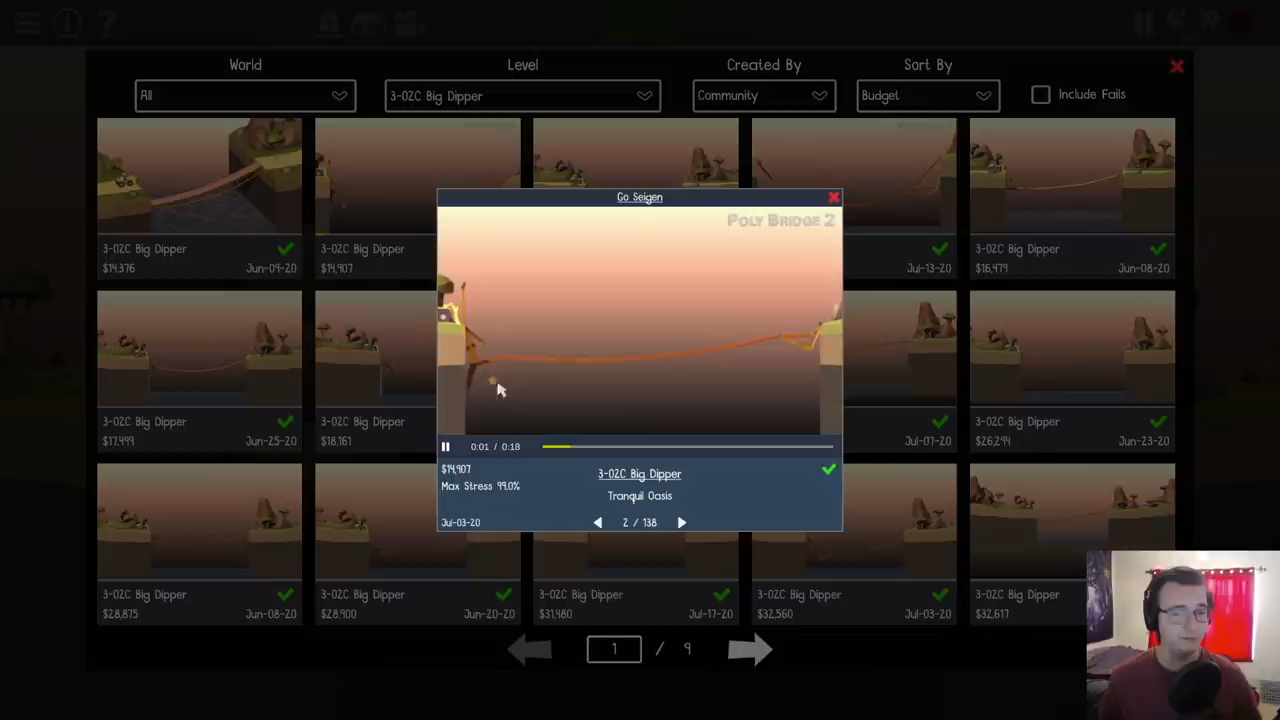 World
Level
Created By
Sort By
All
3-02C Big Dipper
Community
Budget
Include Fails
3-02C Big Dipper
$14,376
Jun-09-20
3-02C Big Dipper
$14,907
Jul-13-20
3-02C Big Dipper
$16,479
Jun-08-20
Go Seigen
POLY BRIDGE 2
0:01 / 0:18
$14,907
Max Stress 99.0%
3-02C Big Dipper
Tranquil Oasis
Jul-03-20
2 / 138
3-02C Big Dipper
$17,499
Jun-25-20
3-02C Big Dipper
$18,161
Jul-07-20
3-02C Big Dipper
$26,294
Jun-23-20
3-02C Big Dipper
$28,875
Jun-08-20
3-02C Big Dipper
$28,900
Jun-20-20
3-02C Big Dipper
$31,480
Jul-17-20
3-02C Big Dipper
$32,560
Jul-03-20
3-02C Big Dipper
$32,617
1 / 9